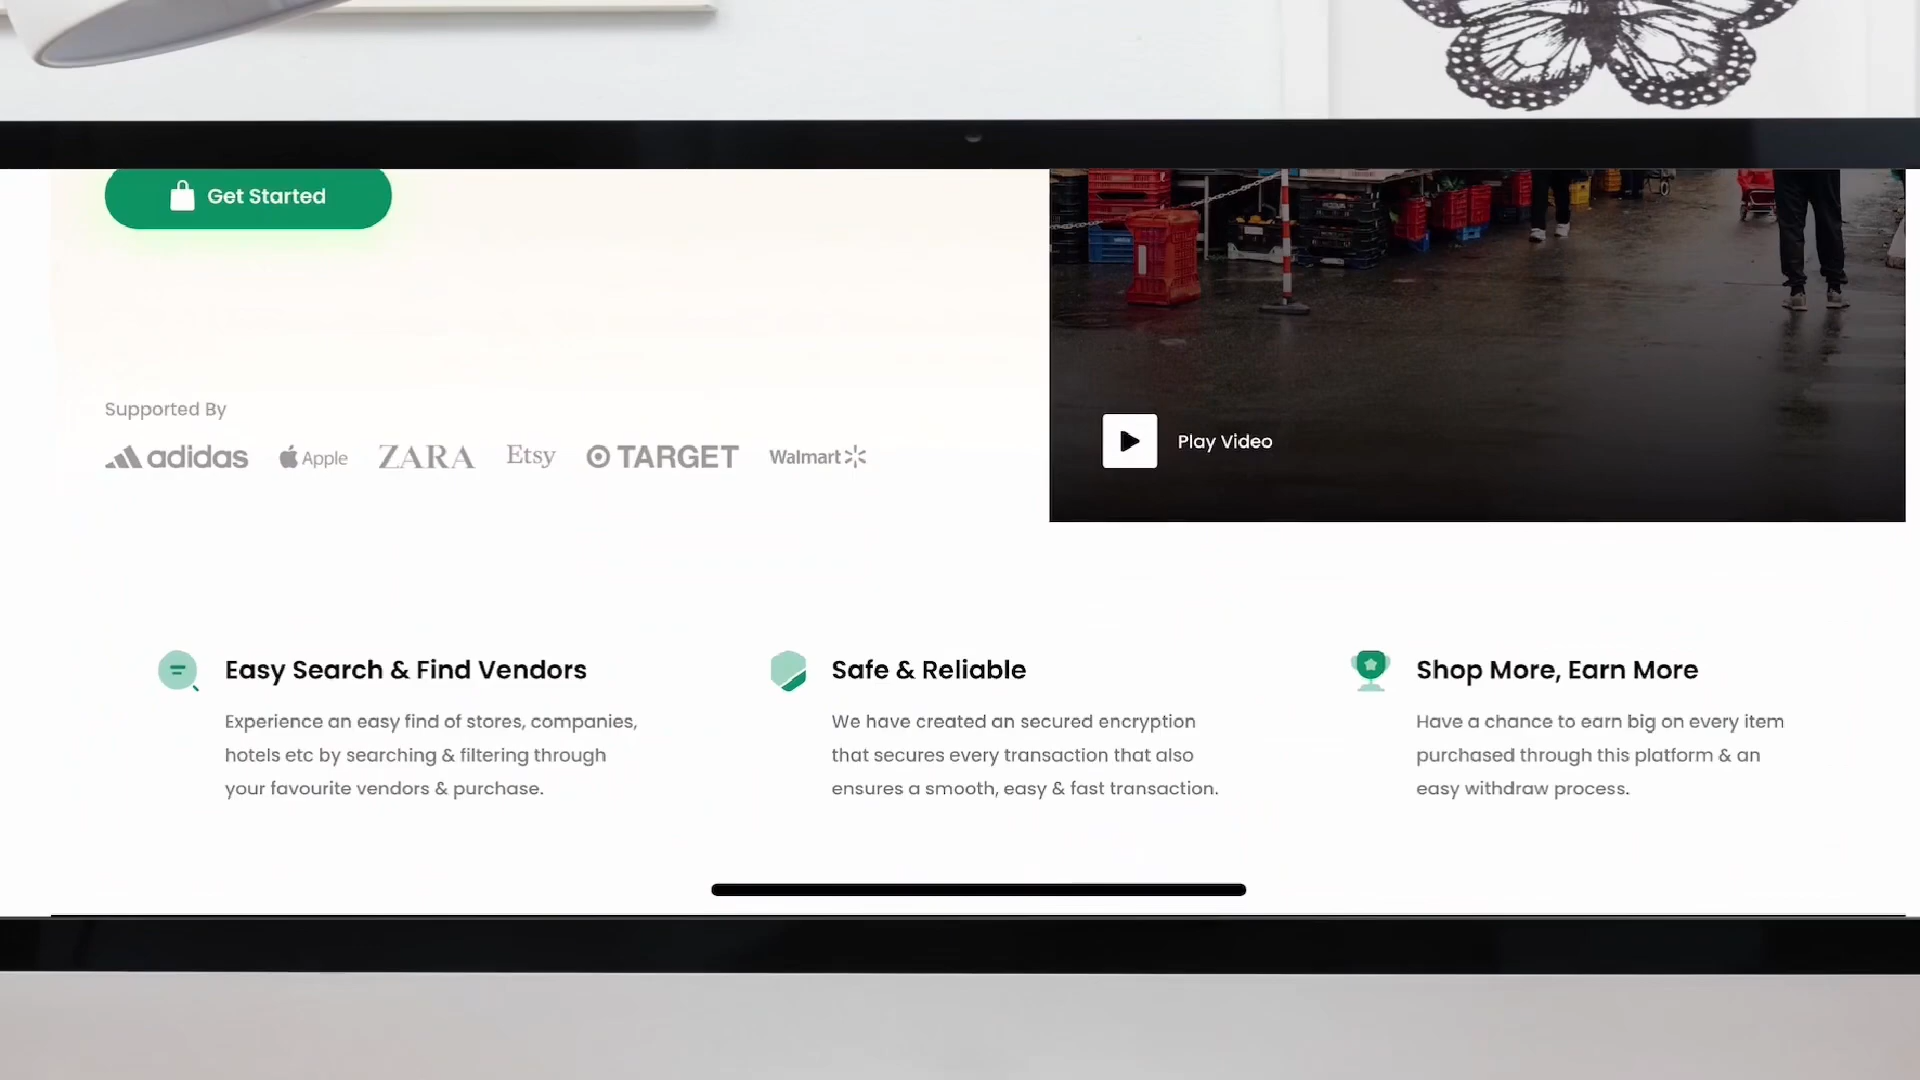 Get Started
Supported By
adidas Apple ZARA Etsy TARGET Walmart
Play Video
Easy Search & Find Vendors
Experience an easy find of stores, companies,
hotels etc by searching & filtering through
your favourite vendors & purchase.
Safe & Reliable
We have created an secured encryption
that secures every transaction that also
ensures a smooth, easy & fast transaction.
Shop More, Earn More
Have a chance to earn big on every item
purchased through this platform & an
easy withdraw process.